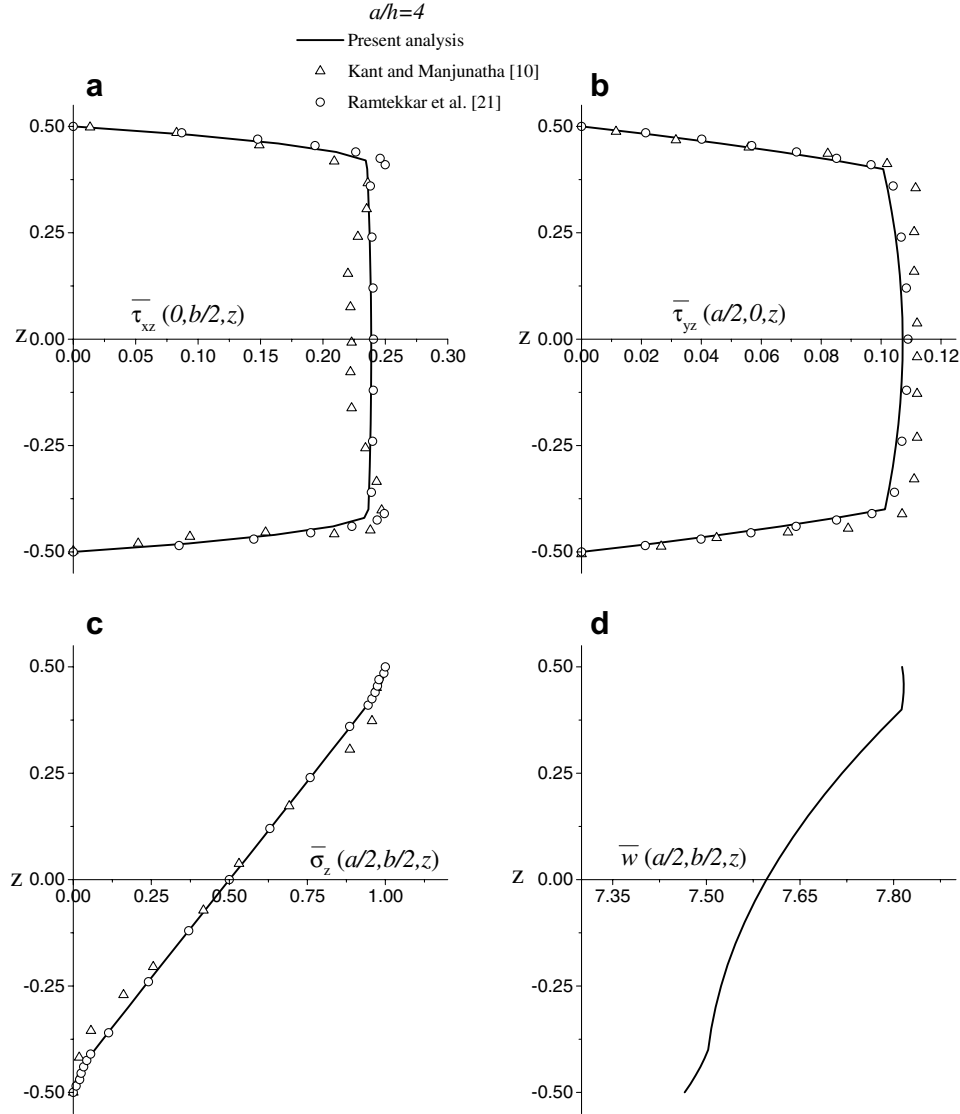 a/h=4
Present analysis
Kant and Manjunatha [10]
Ramtekkar et al. [21]
a
0.50
0.25
τ̅xz (0,b/2,z)
z 0.00
0.00 0.05 0.10 0.15 0.20 0.25 0.30
-0.25
-0.50
b
0.50
0.25
τ̅yz (a/2,0,z)
z 0.00
0.00 0.02 0.04 0.06 0.08 0.10 0.12
-0.25
-0.50
c
0.50
0.25
σ̅z (a/2,b/2,z)
z 0.00
0.00 0.25 0.50 0.75 1.00
-0.25
-0.50
d
0.50
0.25
w̅ (a/2,b/2,z)
z 0.00
7.35 7.50 7.65 7.80
-0.25
-0.50